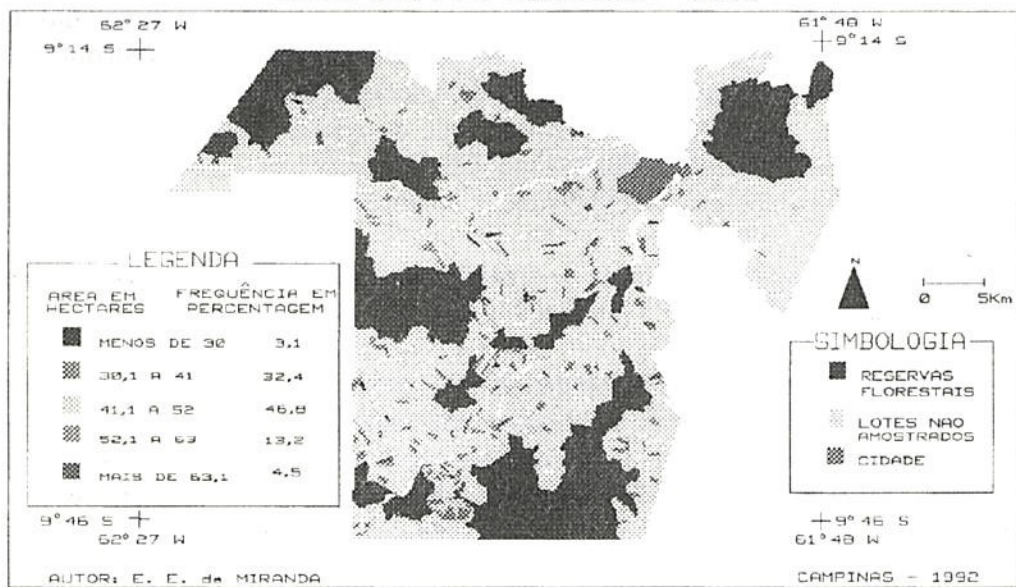 62° 27 W
9° 14 S
61° 48 W
9° 14 S
LEGENDA
AREA EM HECTARES
FREQUÊNCIA EM PERCENTAGEM
MENOS DE 30 3,1
30,1 A 41 32,4
41,1 A 52 46,8
52,1 A 63 13,2
MAIS DE 63,1 4,5
N
0 5Km
SIMBOLOGIA
RESERVAS
FLORESTAIS
LOTES NAO
AMOSTRADOS
CIDADE
9° 46 S
62° 27 W
9° 46 S
61° 48 W
AUTOR: E. E. de MIRANDA
CAMPINAS - 1992